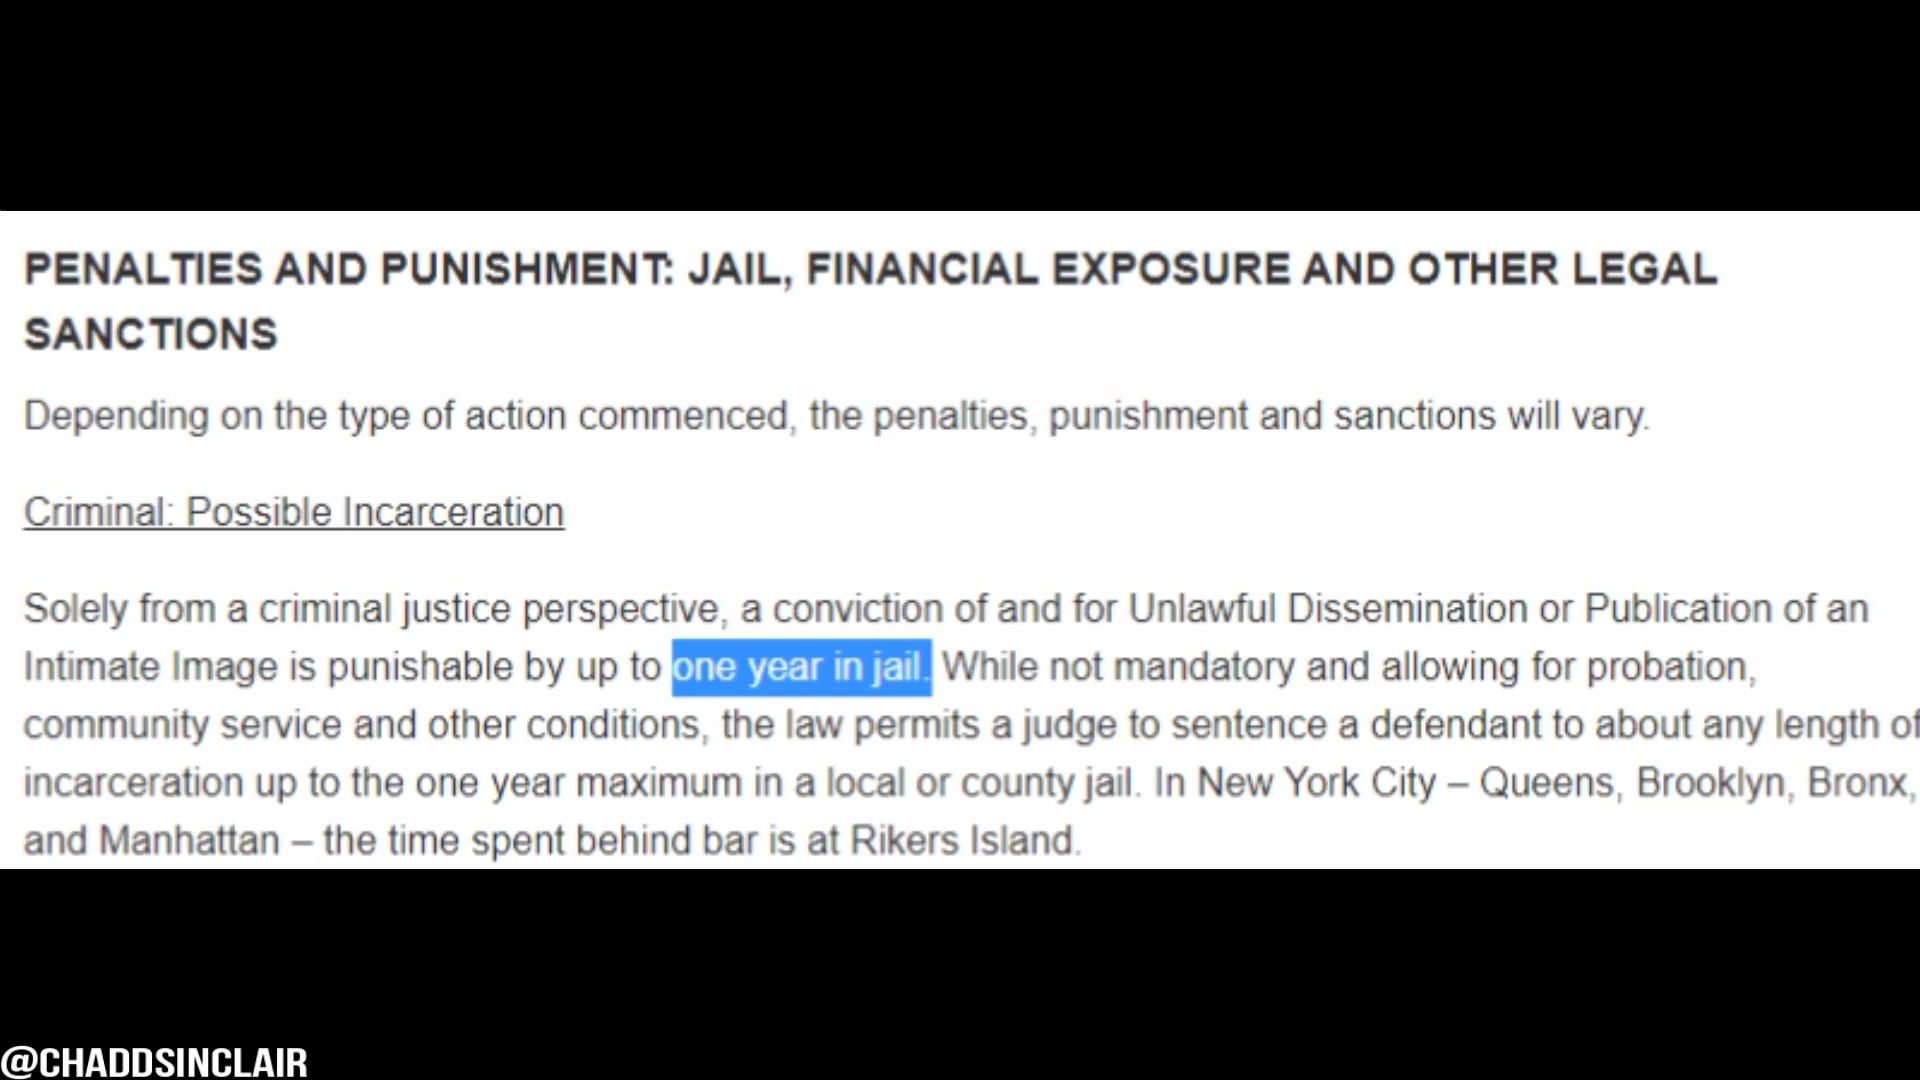 PENALTIES AND PUNISHMENT: JAIL, FINANCIAL EXPOSURE AND OTHER LEGAL
SANCTIONS
Depending on the type of action commenced, the penalties, punishment and sanctions will vary.
Criminal: Possible Incarceration
Solely from a criminal justice perspective, a conviction of and for Unlawful Dissemination or Publication of an
Intimate Image is punishable by up to one year in jail. While not mandatory and allowing for probation,
community service and other conditions, the law permits a judge to sentence a defendant to about any length of
incarceration up to the one year maximum in a local or county jail. In New York City – Queens, Brooklyn, Bronx,
and Manhattan – the time spent behind bar is at Rikers Island.
@CHADDSINCLAIR